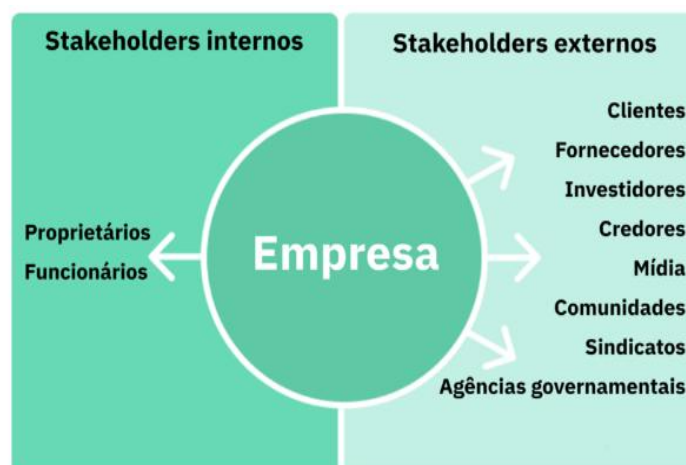 Stakeholders internos
Stakeholders externos
Proprietários
Funcionários
Empresa
Clientes
Fornecedores
Investidores
Credores
Mídia
Comunidades
Sindicatos
Agências governamentais